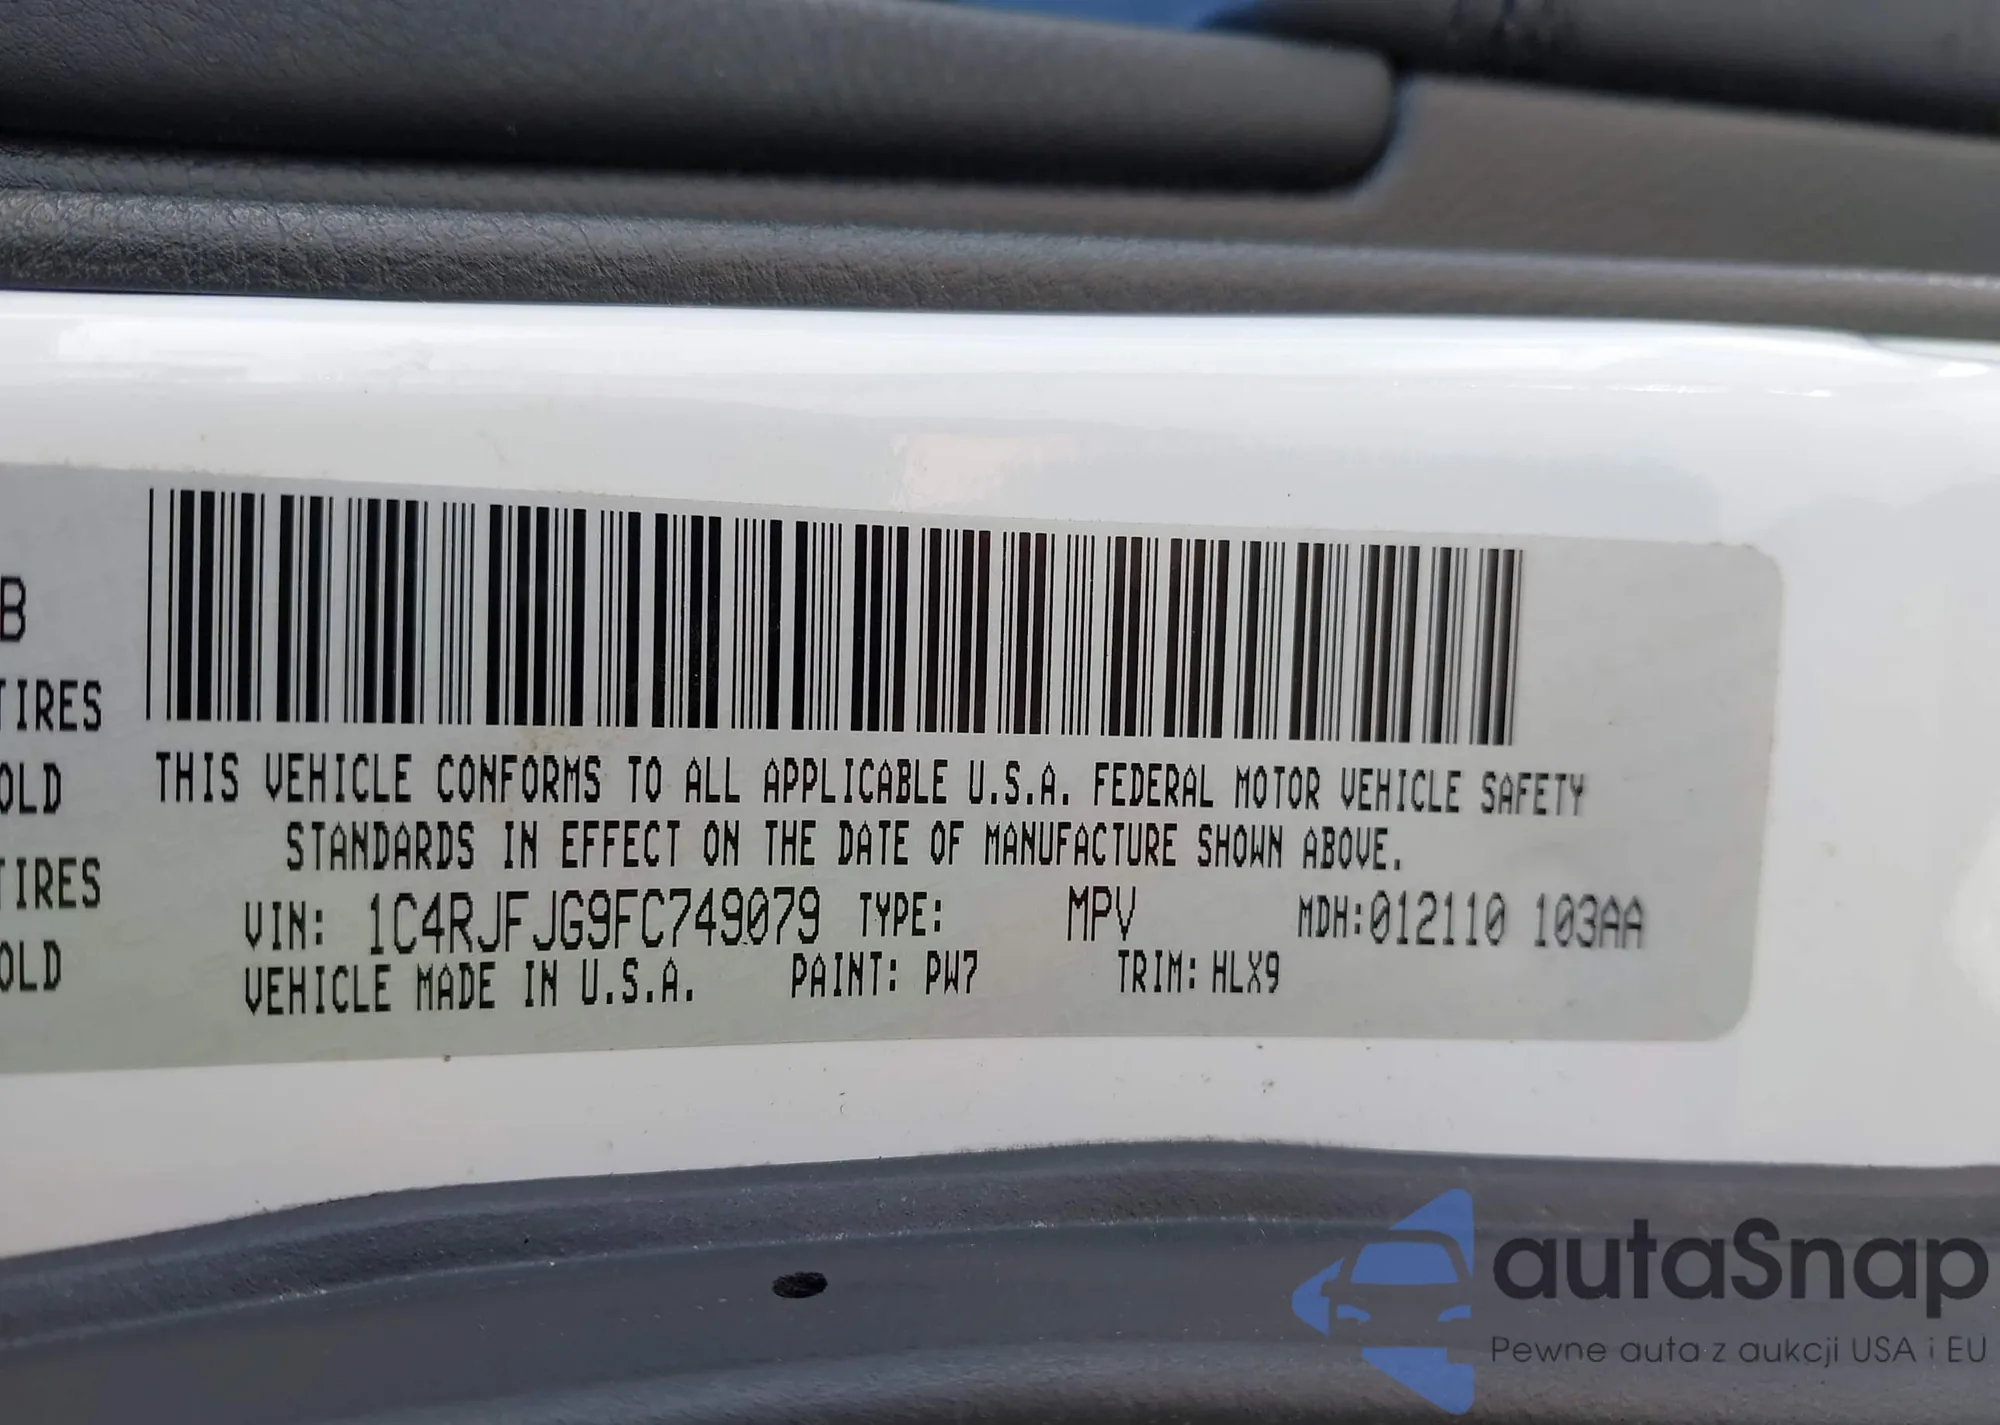 B
TIRES
OLD
TIRES
OLD
THIS VEHICLE CONFORMS TO ALL APPLICABLE U.S.A. FEDERAL MOTOR VEHICLE SAFETY
STANDARDS IN EFFECT ON THE DATE OF MANUFACTURE SHOWN ABOVE.
VIN: 1C4RJFJG9FC749079 TYPE: MPV MDH:012110 103AA
VEHICLE MADE IN U.S.A. PAINT: PW7 TRIM: HLX9
autaSnap
Pewne auta z aukcji USA i EU